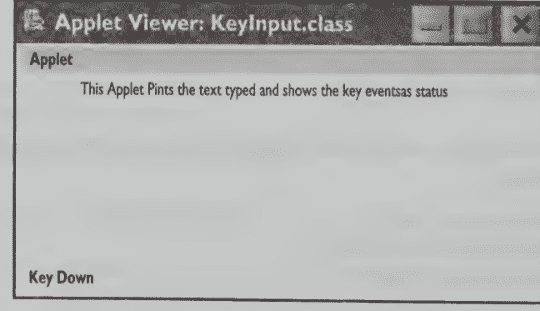 Applet Viewer: KeyInput.class
Applet
This Applet Pints the text typed and shows the key eventsas status
Key Down